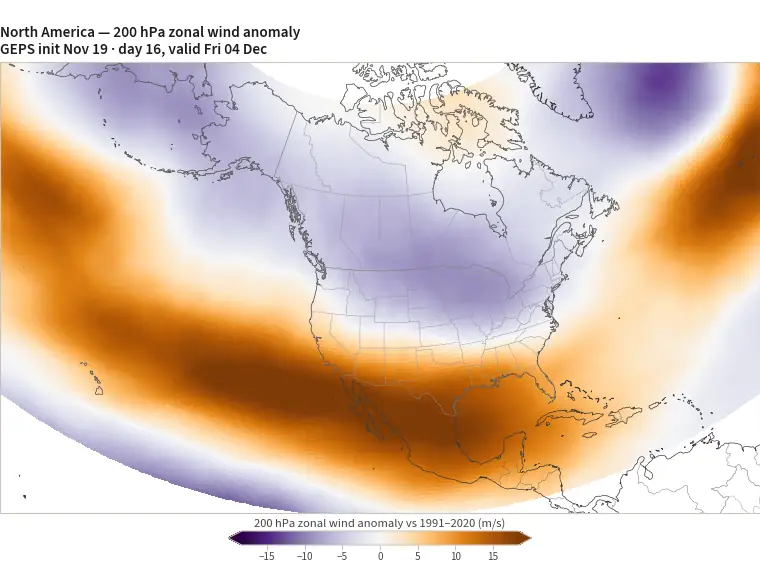 North America — 200 hPa zonal wind anomaly
GEPS init Nov 19 · day 16, valid Fri 04 Dec
200 hPa zonal wind anomaly vs 1991–2020 (m/s)
−15 −10 −5 0 5 10 15